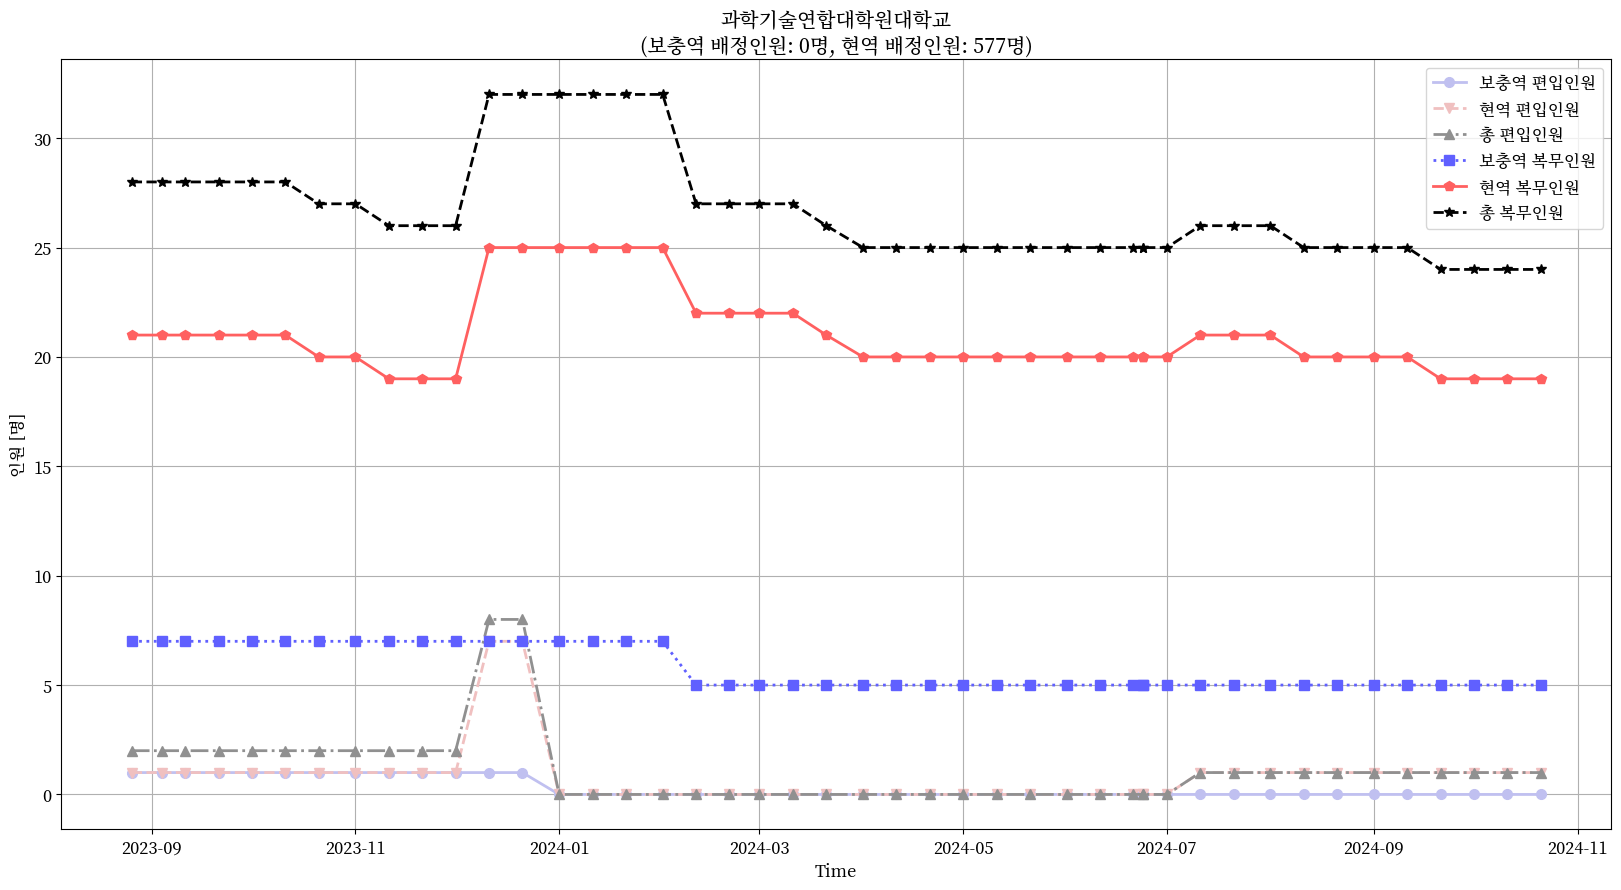 과학기술연합대학원대학교
(보충역 배정인원: 0명, 현역 배정인원: 577명)
보충역 편입인원
현역 편입인원
총 편입인원
보충역 복무인원
현역 복무인원
총 복무인원
인원 [명]
30
25
20
15
10
5
0
2023-09 2023-11 2024-01 2024-03 2024-05 2024-07 2024-09 2024-11
Time